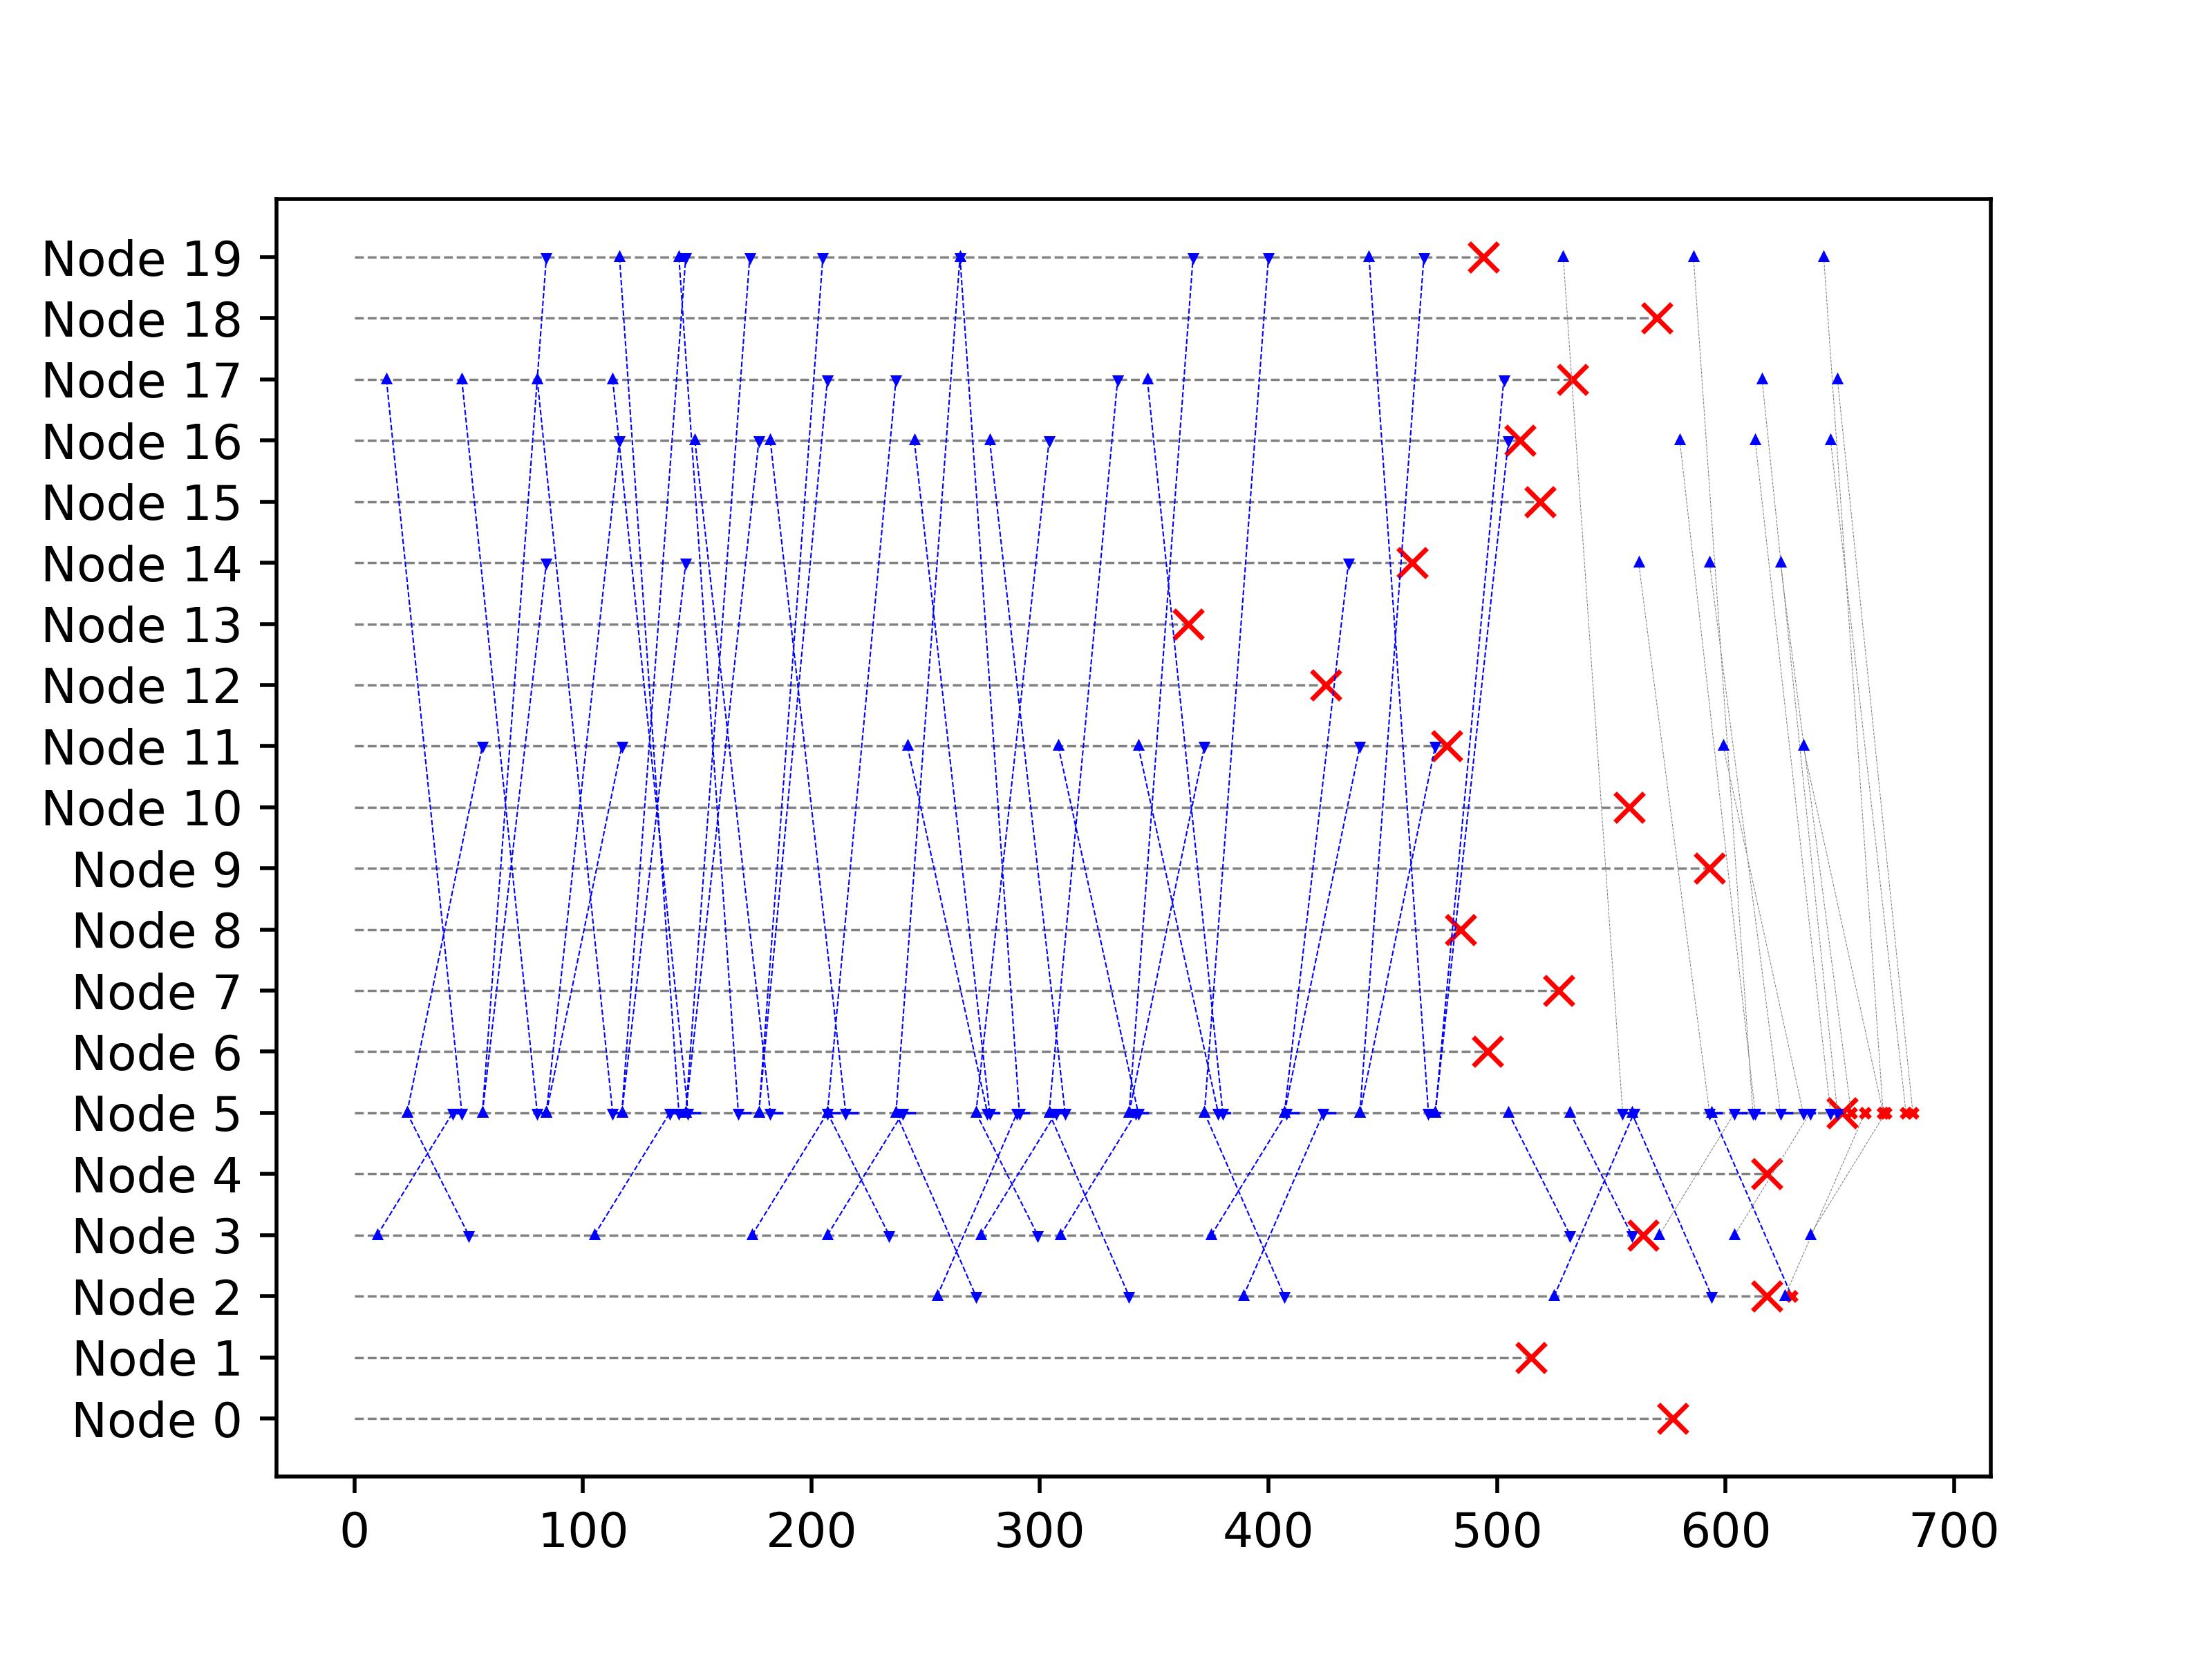 Node 19
Node 18
Node 17
Node 16
Node 15
Node 14
Node 13
Node 12
Node 11
Node 10
Node 9
Node 8
Node 7
Node 6
Node 5
Node 4
Node 3
Node 2
Node 1
Node 0
0 100 200 300 400 500 600 700